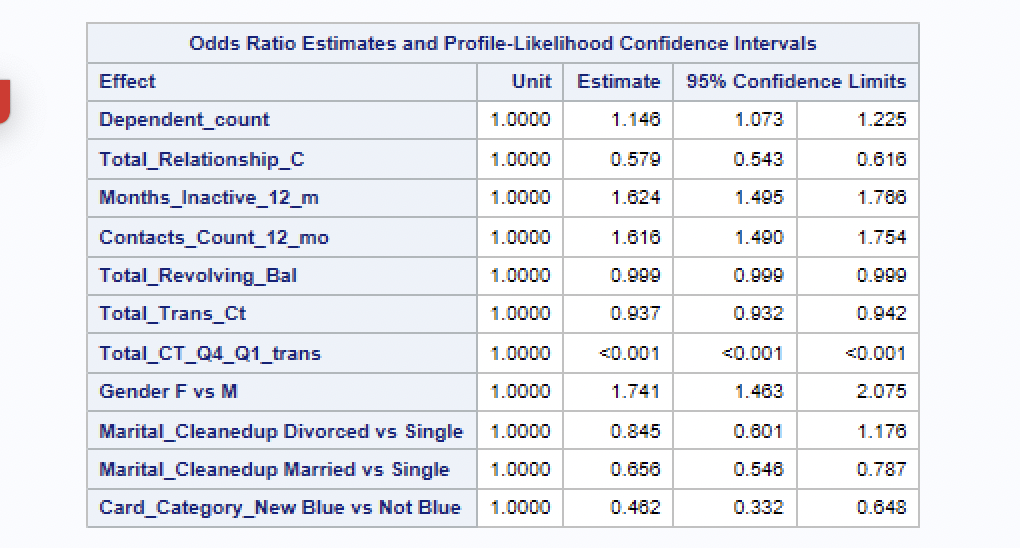 Odds Ratio Estimates and Profile-Likelihood Confidence Intervals
Effect Unit Estimate 95% Confidence Limits
Dependent_count 1.0000 1.146 1.073 1.225
Total_Relationship_C 1.0000 0.579 0.543 0.616
Months_Inactive_12_m 1.0000 1.624 1.495 1.766
Contacts_Count_12_mo 1.0000 1.616 1.490 1.754
Total_Revolving_Bal 1.0000 0.999 0.999 0.999
Total_Trans_Ct 1.0000 0.937 0.932 0.942
Total_CT_Q4_Q1_trans 1.0000 <0.001 <0.001 <0.001
Gender F vs M 1.0000 1.741 1.463 2.075
Marital_Cleanedup Divorced vs Single 1.0000 0.845 0.601 1.176
Marital_Cleanedup Married vs Single 1.0000 0.656 0.546 0.787
Card_Category_New Blue vs Not Blue 1.0000 0.462 0.332 0.648